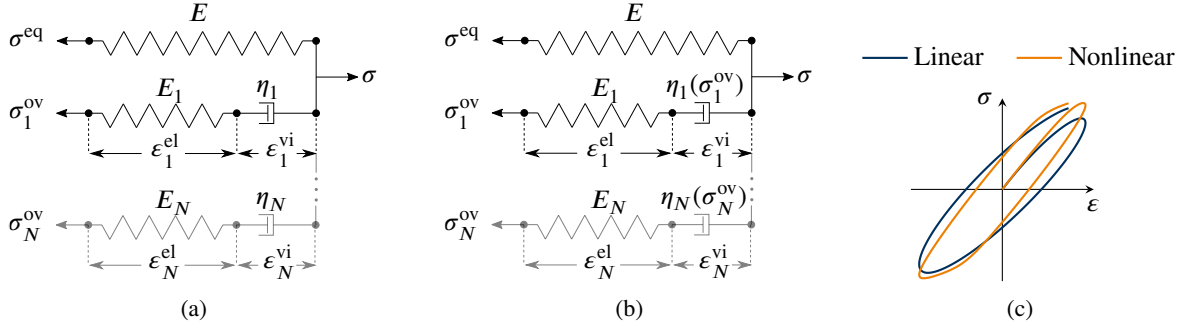 E
σ^eq
σ
E_1
η_1
σ_1^ov
ε_1^el
ε_1^vi
E_N
η_N
σ_N^ov
ε_N^el
ε_N^vi
(a)
E
σ^eq
σ
E_1
η_1(σ_1^ov)
σ_1^ov
ε_1^el
ε_1^vi
E_N
η_N(σ_N^ov)
σ_N^ov
ε_N^el
ε_N^vi
(b)
Linear Nonlinear
σ
ε
(c)